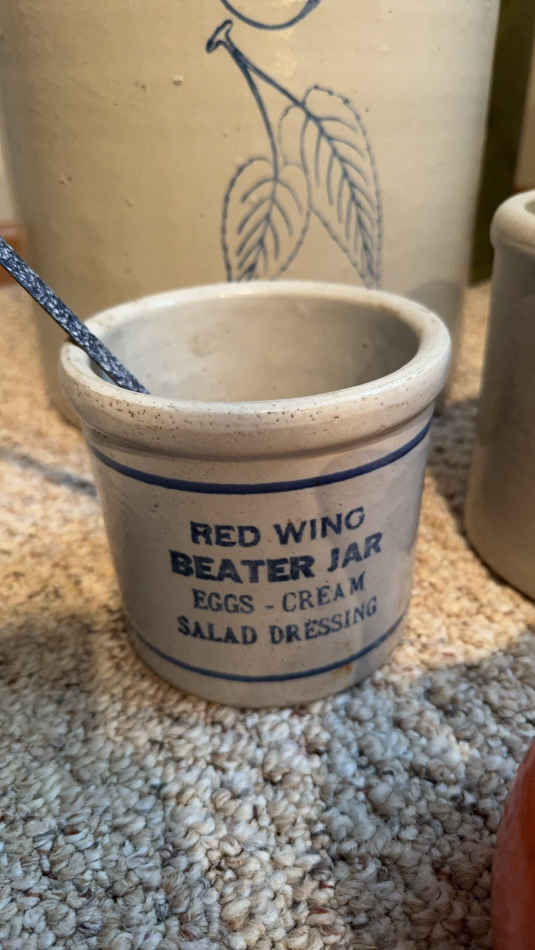 RED WING
BEATER JAR
EGGS - CREAM
SALAD DRESSING